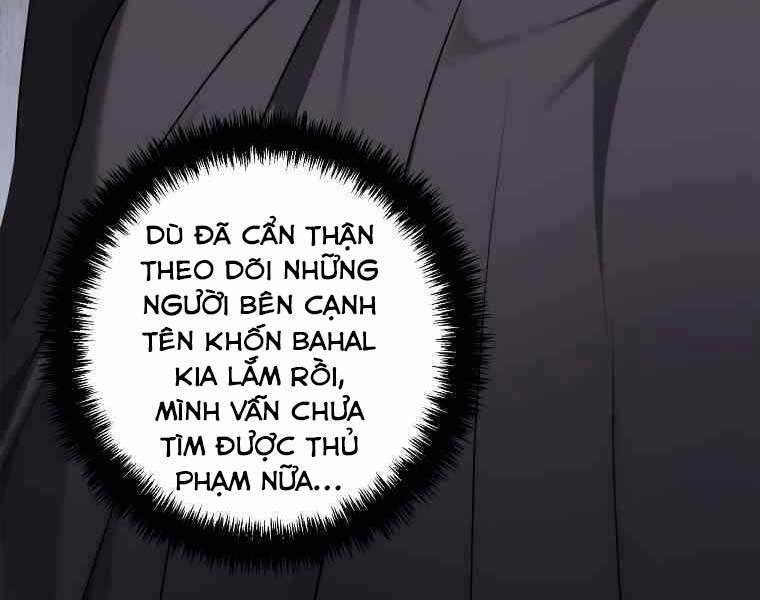 DÙ ĐÃ CẨN THẬN
THEO DÕI NHỮNG
NGƯỜI BÊN CẠNH
TÊN KHỐN BAHAL
KIA LẮM RỒI,
MÌNH VẪN CHƯA
TÌM ĐƯỢC THỦ
PHẠM NỮA...